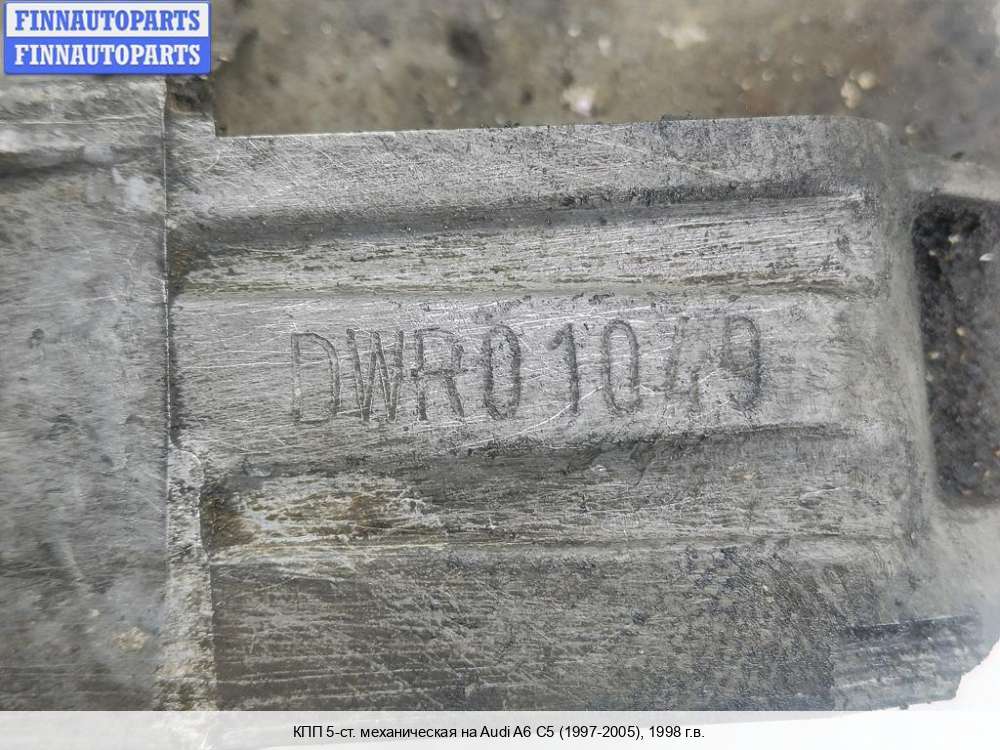 FINNAUTOPARTS
FINNAUTOPARTS
DWR01049
КПП 5-ст. механическая на Audi A6 C5 (1997-2005), 1998 г.в.